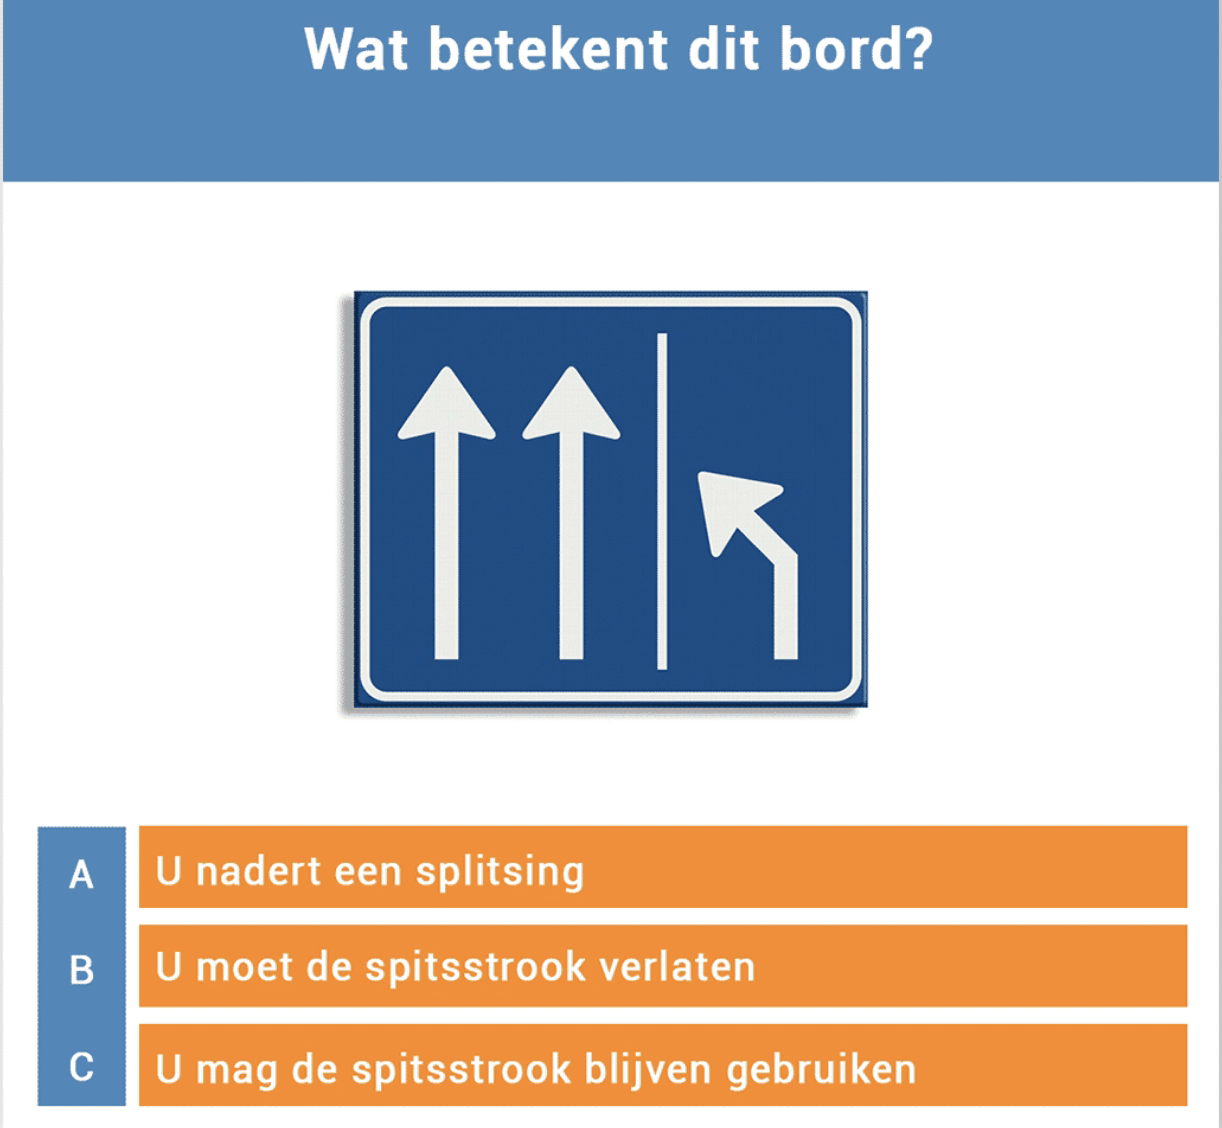 Wat betekent dit bord?
A U nadert een splitsing
B U moet de spitsstrook verlaten
C U mag de spitsstrook blijven gebruiken